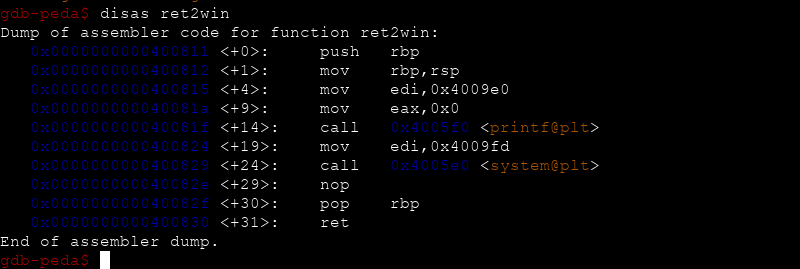 gdb-peda$ disas ret2win
Dump of assembler code for function ret2win:
   0x0000000000400811 <+0>:     push   rbp
   0x0000000000400812 <+1>:     mov    rbp,rsp
   0x0000000000400815 <+4>:     mov    edi,0x4009e0
   0x000000000040081a <+9>:     mov    eax,0x0
   0x000000000040081f <+14>:    call   0x4005f0 <printf@plt>
   0x0000000000400824 <+19>:    mov    edi,0x4009fd
   0x0000000000400829 <+24>:    call   0x4005e0 <system@plt>
   0x000000000040082e <+29>:    nop
   0x000000000040082f <+30>:    pop    rbp
   0x0000000000400830 <+31>:    ret
End of assembler dump.
gdb-peda$